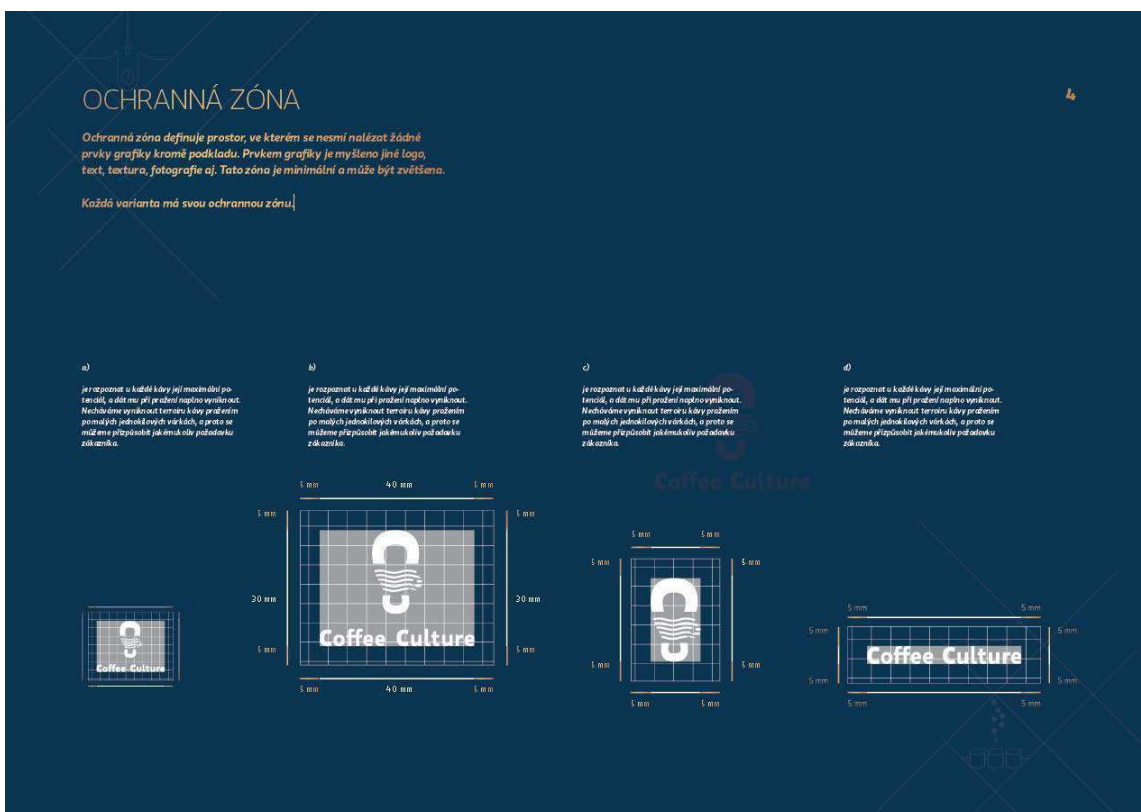 OCHRANNÁ ZÓNA
4
Ochranná zóna definuje prostor, ve kterém se nesmí nalézat žádné
prvky grafiky kromě podkladu. Prvkem grafiky je myšleno jiné logo,
text, textura, fotografie aj. Tato zóna je minimální a může být zvětšena.
Každá varianta má svou ochrannou zónu.
a)
je rozpoznat u každé kávy její maximální po-
tenciál, a dát mu při pražení naplno vyniknout.
Necháváme vyniknout terroiru kávy pražením
po malých jednokilových várkách, a proto se
můžeme přizpůsobit jakémukoliv požadavku
zákazníka.
b)
je rozpoznat u každé kávy její maximální po-
tenciál, a dát mu při pražení naplno vyniknout.
Necháváme vyniknout terroiru kávy pražením
po malých jednokilových várkách, a proto se
můžeme přizpůsobit jakémukoliv požadavku
zákazníka.
c)
je rozpoznat u každé kávy její maximální po-
tenciál, a dát mu při pražení naplno vyniknout.
Necháváme vyniknout terroiru kávy pražením
po malých jednokilových várkách, a proto se
můžeme přizpůsobit jakémukoliv požadavku
zákazníka.
d)
je rozpoznat u každé kávy její maximální po-
tenciál, a dát mu při pražení naplno vyniknout.
Necháváme vyniknout terroiru kávy pražením
po malých jednokilových várkách, a proto se
můžeme přizpůsobit jakémukoliv požadavku
zákazníka.
Coffee Culture
Coffee Culture
5 mm 40 mm 5 mm
5 mm 5 mm
30 mm 30 mm
Coffee Culture
5 mm 5 mm
5 mm 40 mm 5 mm
5 mm 5 mm
5 mm 5 mm
5 mm 5 mm
5 mm 5 mm
5 mm 5 mm
5 mm 5 mm
Coffee Culture
5 mm 5 mm
5 mm 5 mm